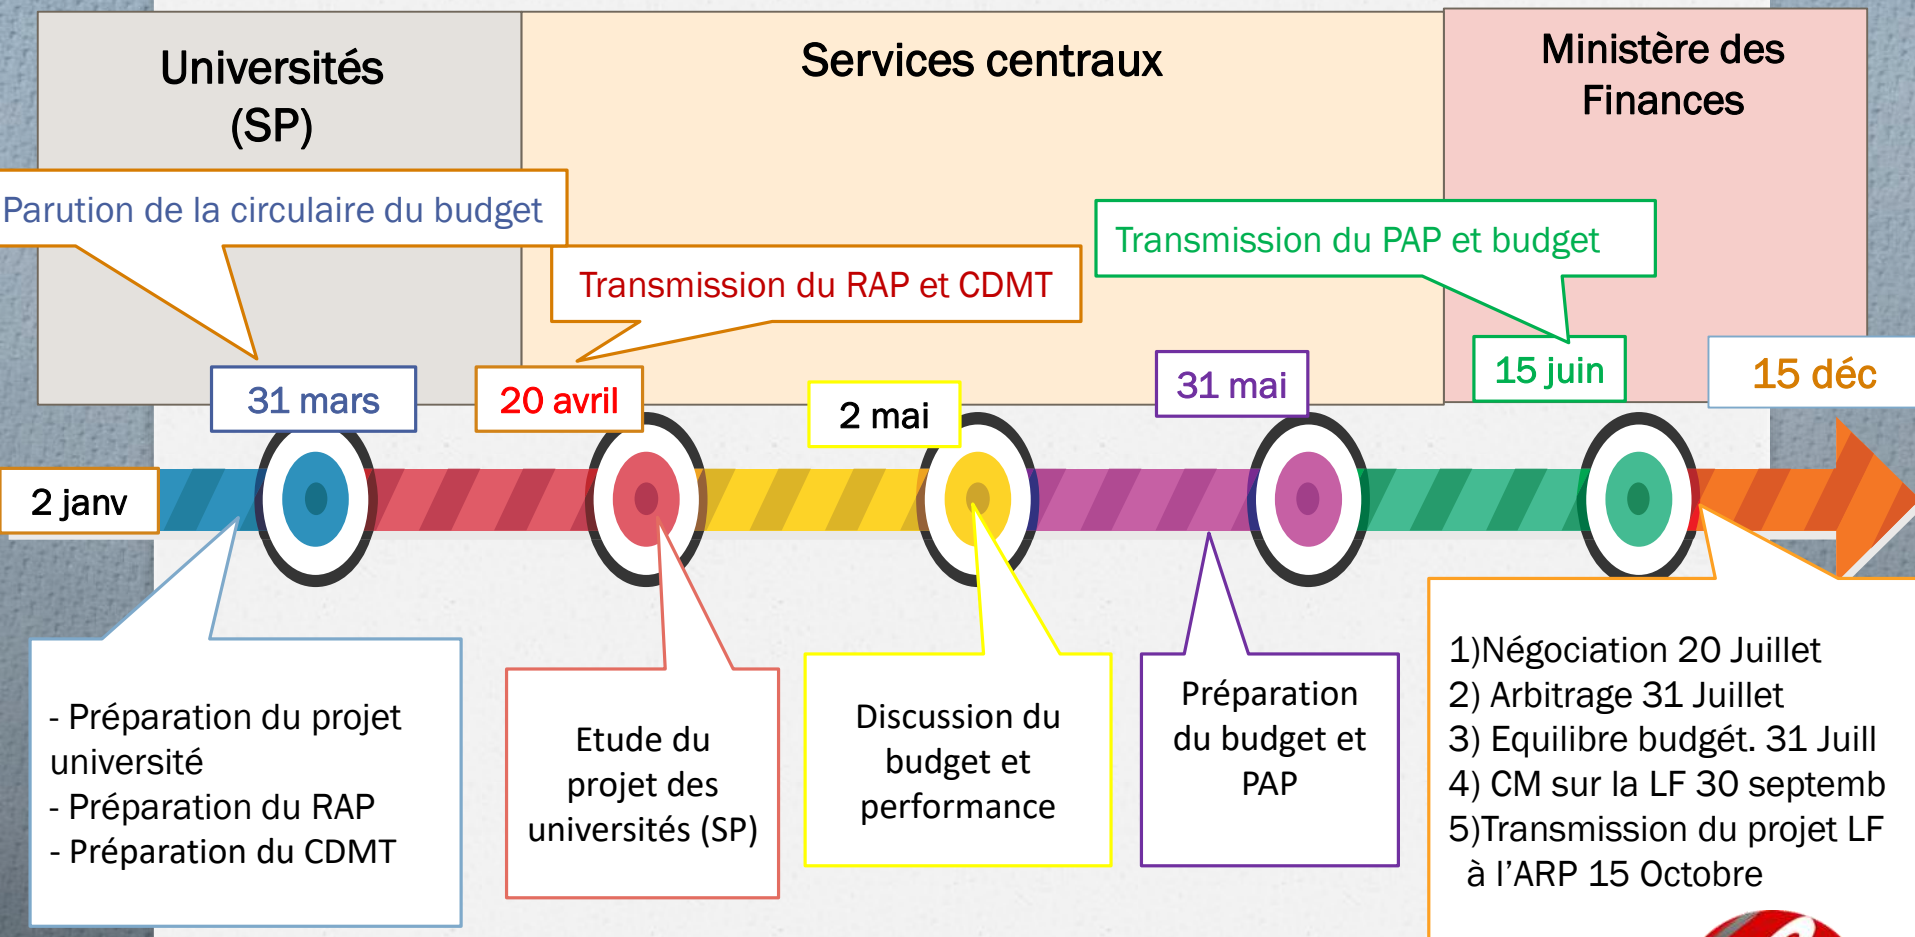 Universités
(SP)
Services centraux
Ministère des
Finances
Parution de la circulaire du budget
Transmission du RAP et CDMT
Transmission du PAP et budget
2 janv
31 mars
20 avril
2 mai
31 mai
15 juin
15 déc
- Préparation du projet
université
- Préparation du RAP
- Préparation du CDMT
Etude du
projet des
universités (SP)
Discussion du
budget et
performance
Préparation
du budget et
PAP
1)Négociation 20 Juillet
2) Arbitrage 31 Juillet
3) Equilibre budgét. 31 Juill
4) CM sur la LF 30 septemb
5)Transmission du projet LF
à l’ARP 15 Octobre